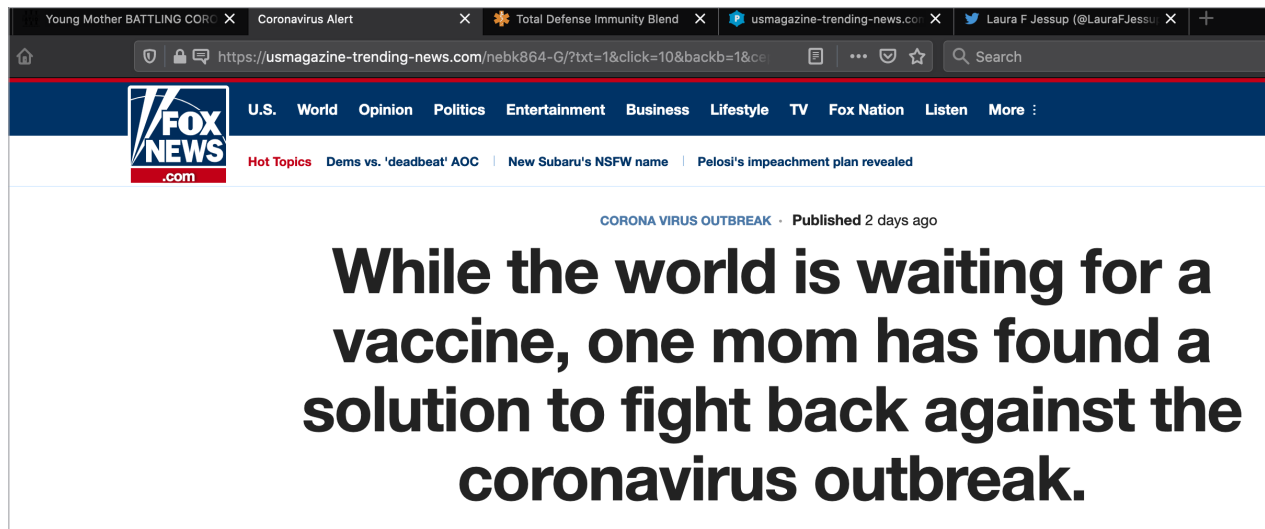 Young Mother BATTLING CORO
Coronavirus Alert
Total Defense Immunity Blend
usmagazine-trending-news.con
Laura F Jessup (@LauraFJessup
https://usmagazine-trending-news.com/nebk864-G/?txt=1&click=10&backb=1&cep
Search
FOX
NEWS
.com
U.S. World Opinion Politics Entertainment Business Lifestyle TV Fox Nation Listen More
Hot Topics Dems vs. 'deadbeat' AOC New Subaru's NSFW name Pelosi's impeachment plan revealed
CORONA VIRUS OUTBREAK · Published 2 days ago
While the world is waiting for a
vaccine, one mom has found a
solution to fight back against the
coronavirus outbreak.